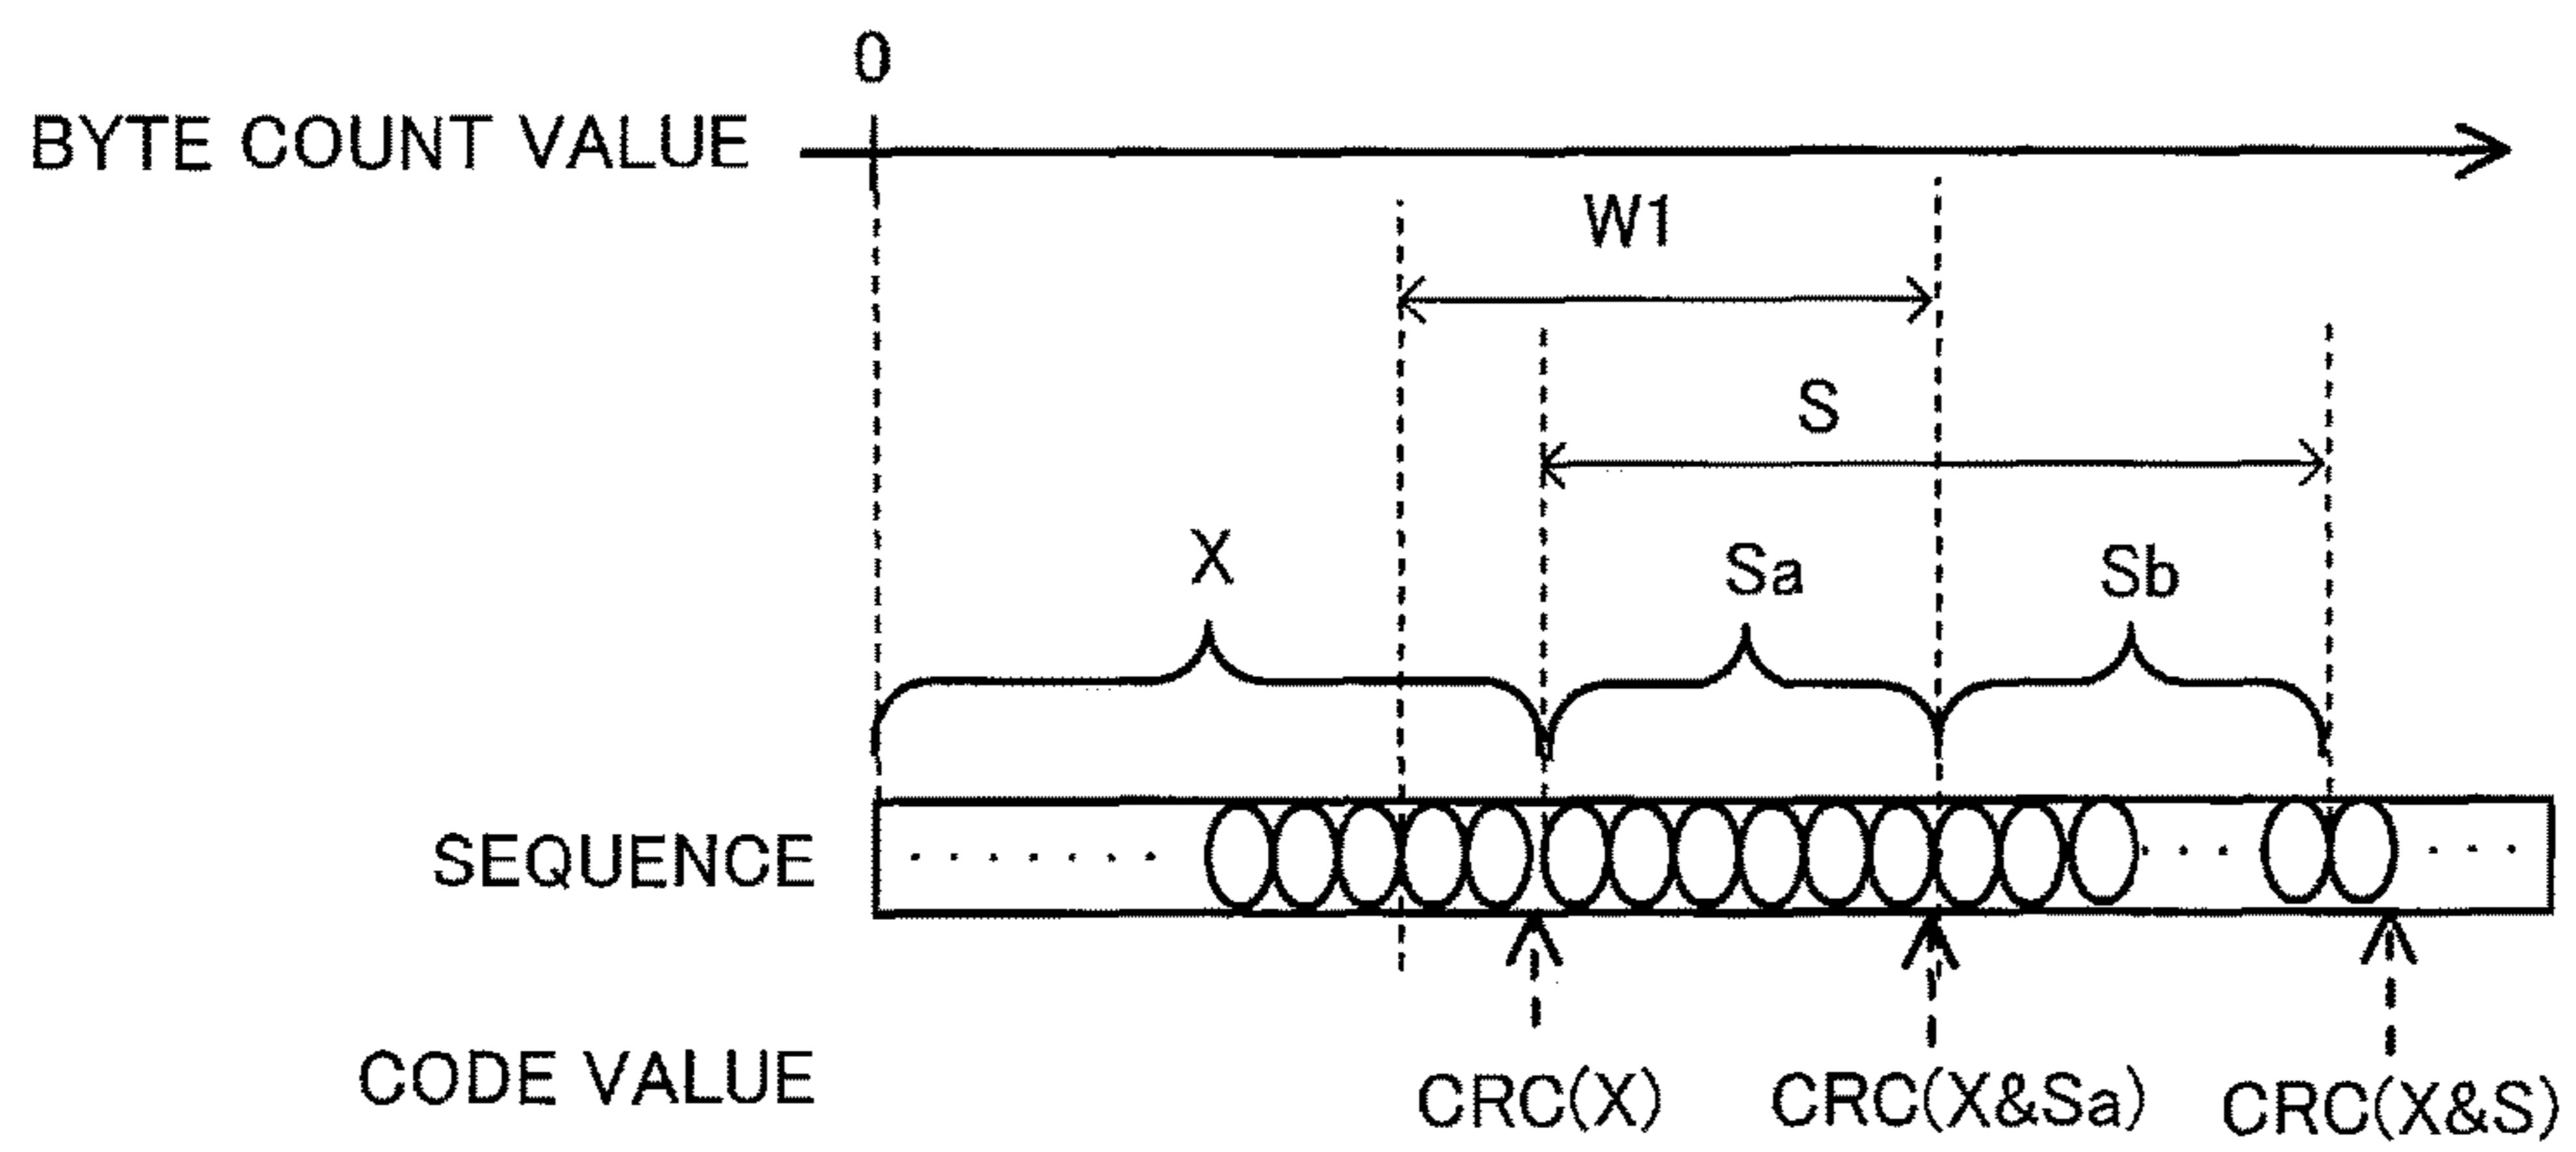 0
BYTE COUNT VALUE
W1
S
X Sa Sb
SEQUENCE
CODE VALUE
CRC(X) CRC(X&Sa) CRC(X&S)